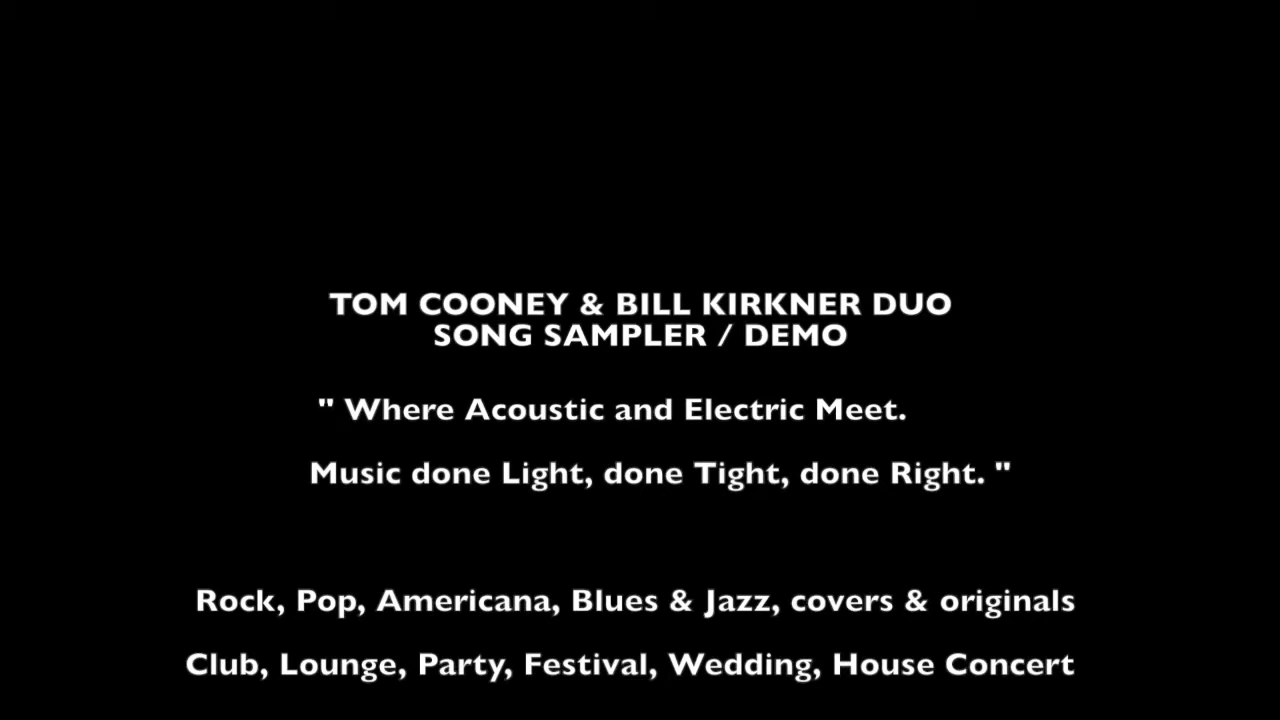 TOM COONEY & BILL KIRKNER DUO
SONG SAMPLER / DEMO
" Where Acoustic and Electric Meet.
Music done Light, done Tight, done Right. "
Rock, Pop, Americana, Blues & Jazz, covers & originals
Club, Lounge, Party, Festival, Wedding, House Concert